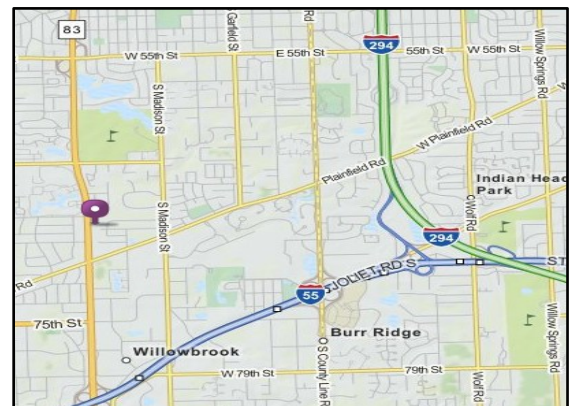 83
W 55th St
E 55th St
294
55th St
W 55th St
S Madison St
Garfield St
Rd
Willow Springs Rd
W Plainfield Rd
Plainfield Rd
Indian Head
Park
S Madison St
Wolf Rd
294
JOLIET RD S
ST
55
75th St
Burr Ridge
Willowbrook
S County Line R
W 79th St
79th St
Wolf Rd
Willow Springs Rd
Rd